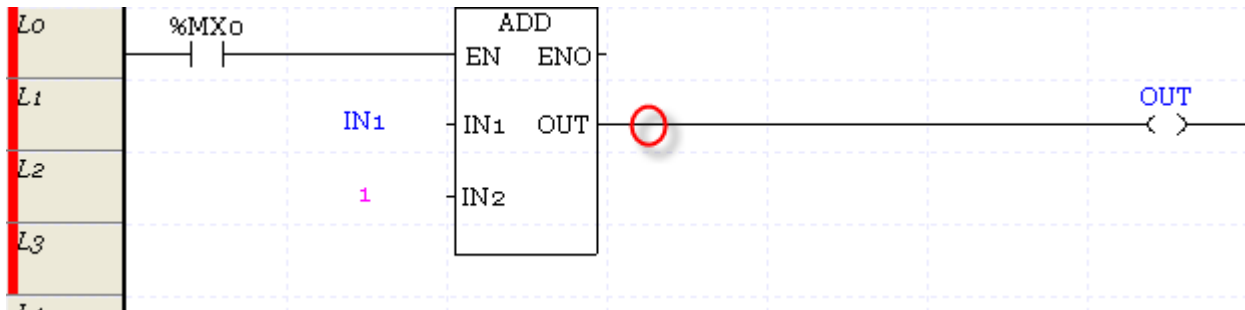 L0 %MX0 ADD
EN ENO
L1 OUT
IN1 IN1 OUT
L2
1 IN2
L3